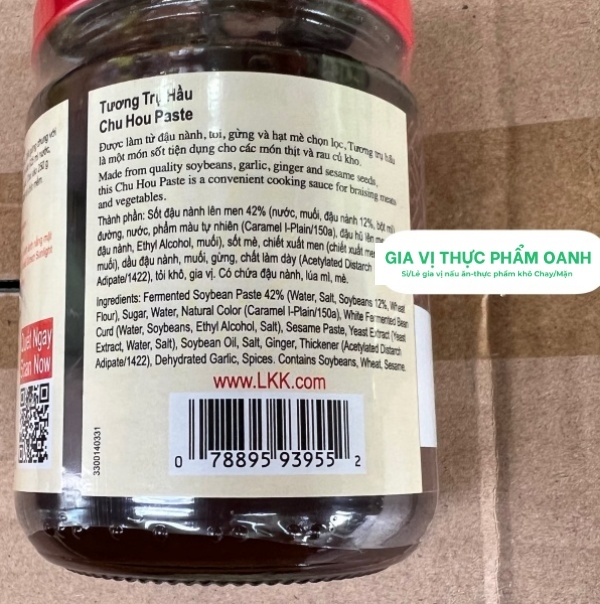 Tương Trụ Hầu
Chu Hou Paste
Được làm từ đậu nành, tỏi, gừng và hạt mè chọn lọc, Tương trụ hầu
là một món sốt tiện dụng cho các món thịt và rau củ kho.
Made from quality soybeans, garlic, ginger and sesame seeds,
this Chu Hou Paste is a convenient cooking sauce for braising meats
and vegetables.
Thành phần: Sốt đậu nành lên men 42% (nước, muối, đậu nành 12%, bột mì
đường, nước, phẩm màu tự nhiên (Caramel I-Plain/150a), đậu hũ lên men
đậu nành, Ethyl Alcohol, muối), sốt mè, chiết xuất men (chiết xuất men
muối), dầu đậu nành, muối, gừng, chất làm dày (Acetylated Distarch
Adipate/1422), tỏi khô, gia vị. Có chứa đậu nành, lúa mì, mè.
Ingredients: Fermented Soybean Paste 42% (Water, Salt, Soybeans 12%, Wheat
Flour), Sugar, Water, Natural Color (Caramel I-Plain/150a), White Fermented Bean
Curd (Water, Soybeans, Ethyl Alcohol, Salt), Sesame Paste, Yeast Extract (Yeast
Extract, Water, Salt), Soybean Oil, Salt, Ginger, Thickener (Acetylated Distarch
Adipate/1422), Dehydrated Garlic, Spices. Contains Soybeans, Wheat, Sesame.
www.LKK.com
0 78895 93955 2
3300140331
Quét Ngay
Scan Now
GIA VỊ THỰC PHẨM OANH
Sỉ/Lẻ gia vị nấu ăn-thực phẩm khô Chay/Mặn